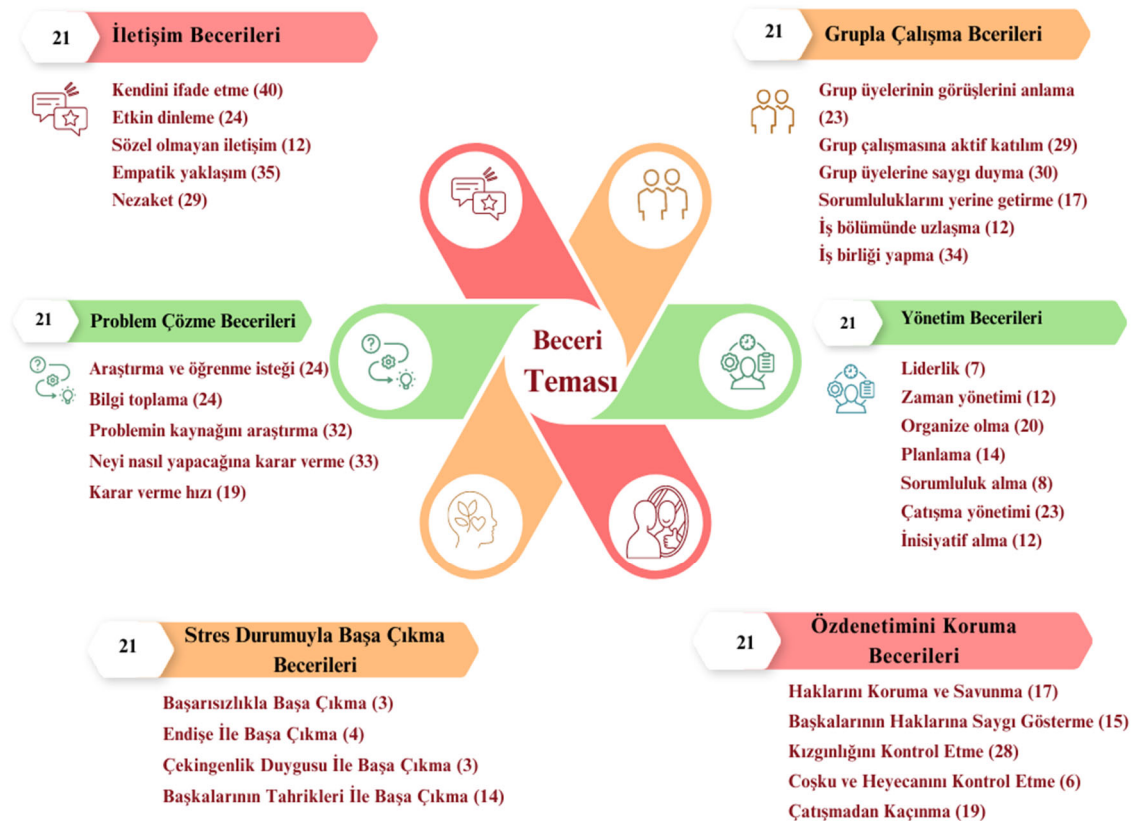 21
İletişim Becerileri
Kendini ifade etme (40)
Etkin dinleme (24)
Sözel olmayan iletişim (12)
Empatik yaklaşım (35)
Nezaket (29)
21
Grupla Çalışma Bcerileri
Grup üyelerinin görüşlerini anlama
(23)
Grup çalışmasına aktif katılım (29)
Grup üyelerine saygı duyma (30)
Sorumluluklarını yerine getirme (17)
İş bölümünde uzlaşma (12)
İş birliği yapma (34)
21
Problem Çözme Becerileri
Araştırma ve öğrenme isteği (24)
Bilgi toplama (24)
Problemin kaynağını araştırma (32)
Neyi nasıl yapacağına karar verme (33)
Karar verme hızı (19)
Beceri
Teması
21
Yönetim Becerileri
Liderlik (7)
Zaman yönetimi (12)
Organize olma (20)
Planlama (14)
Sorumluluk alma (8)
Çatışma yönetimi (23)
İnisiyatif alma (12)
21
Stres Durumuyla Başa Çıkma
Becerileri
Başarısızlıkla Başa Çıkma (3)
Endişe İle Başa Çıkma (4)
Çekingenlik Duygusu İle Başa Çıkma (3)
Başkalarının Tahrikleri İle Başa Çıkma (14)
21
Özdenetimini Koruma
Becerileri
Haklarını Koruma ve Savunma (17)
Başkalarının Haklarına Saygı Gösterme (15)
Kızgınlığını Kontrol Etme (28)
Coşku ve Heyecanını Kontrol Etme (6)
Çatışmadan Kaçınma (19)